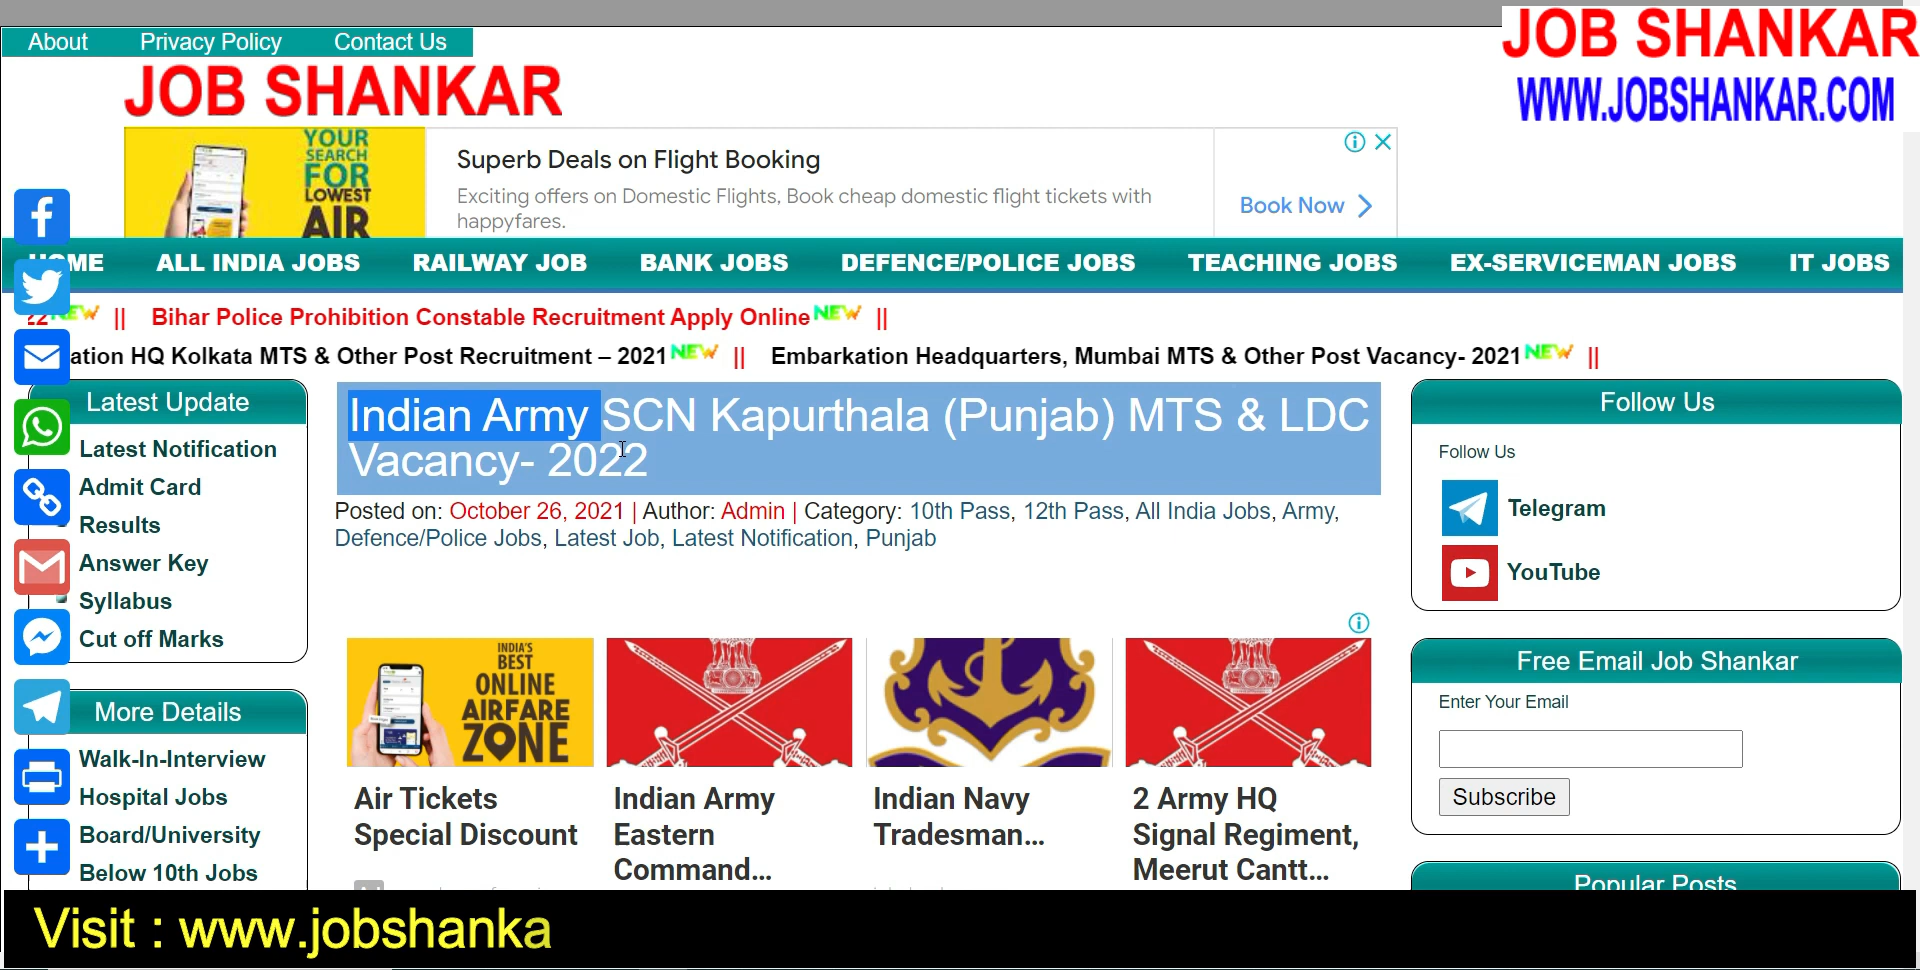 About Privacy Policy Contact Us
JOB SHANKAR
JOB SHANKAR
WWW.JOBSHANKAR.COM
YOUR
SEARCH
FOR
LOWEST
AIR
Superb Deals on Flight Booking
Exciting offers on Domestic Flights, Book cheap domestic flight tickets with
happyfares.
Book Now
HOME ALL INDIA JOBS RAILWAY JOB BANK JOBS DEFENCE/POLICE JOBS TEACHING JOBS EX-SERVICEMAN JOBS IT JOBS
22 NEW || Bihar Police Prohibition Constable Recruitment Apply Online NEW ||
ation HQ Kolkata MTS & Other Post Recruitment – 2021 NEW || Embarkation Headquarters, Mumbai MTS & Other Post Vacancy- 2021 NEW ||
Latest Update
Latest Notification
Admit Card
Results
Answer Key
Syllabus
Cut off Marks
More Details
Walk-In-Interview
Hospital Jobs
Board/University
Below 10th Jobs
Indian Army SCN Kapurthala (Punjab) MTS & LDC
Vacancy- 2022
Posted on: October 26, 2021 | Author: Admin | Category: 10th Pass, 12th Pass, All India Jobs, Army,
Defence/Police Jobs, Latest Job, Latest Notification, Punjab
INDIA'S
BEST
ONLINE
AIRFARE
ZONE
Air Tickets
Special Discount
Indian Army
Eastern
Command...
Indian Navy
Tradesman...
2 Army HQ
Signal Regiment,
Meerut Cantt...
Follow Us
Follow Us
Telegram
YouTube
Free Email Job Shankar
Enter Your Email
Subscribe
Popular Posts
Visit : www.jobshanka